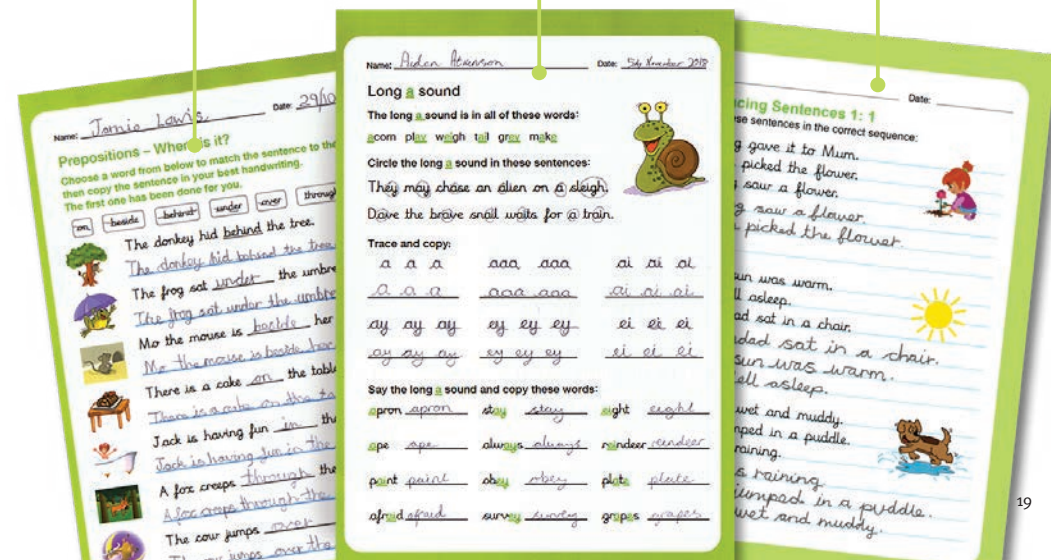 Name: Jamie Lewis. Date: 29/10
Prepositions – Where is it?
Choose a word from below to match the sentence to the
then copy the sentence in your best handwriting.
The first one has been done for you.
on beside behind under over through
The donkey hid behind the tree.
The donkey hid behind the tree
The frog sat under the umbre
The frog sat under the umbre
Mo the mouse is beside her
Mo the mouse is beside her
There is a cake on the table
There is a cake on the ta
Jack is having fun in the
Jack is having fun in the
A fox creeps through the
A fox creeps through the
The cow jumps over
The cow jumps over the
Name: Aiden Atkinson Date: 5th November 2018
Long a sound
The long a sound is in all of these words:
acorn play weigh tail grey make
Circle the long a sound in these sentences:
They may chase an alien on a sleigh.
Dave the brave snail waits for a train.
Trace and copy:
a a a aaa aaa ai ai ai
a a a aaa aaa ai ai ai
ay ay ay ey ey ey ei ei ei
ay ay ay ey ey ey ei ei ei
Say the long a sound and copy these words:
apron apron stay stay eight eight
ape ape always always reindeer reindeer
paint paint obey obey plate plate
afraid afraid survey survey grapes grapes
Date:
cing Sentences 1: 1
se sentences in the correct sequence:
g gave it to Mum.
picked the flower.
saw a flower.
g saw a flower.
picked the flower.
un was warm.
ll asleep.
ad sat in a chair.
dad sat in a chair.
sun was warm.
ell asleep.
wet and muddy.
mped in a puddle.
raining.
s raining.
jumped in a puddle.
wet and muddy.
19